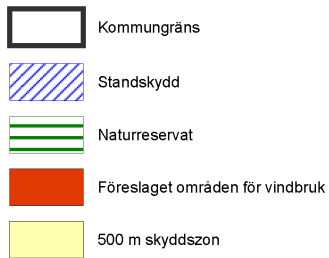 Kommungräns
Standskydd
Naturreservat
Föreslaget områden för vindbruk
500 m skyddszon